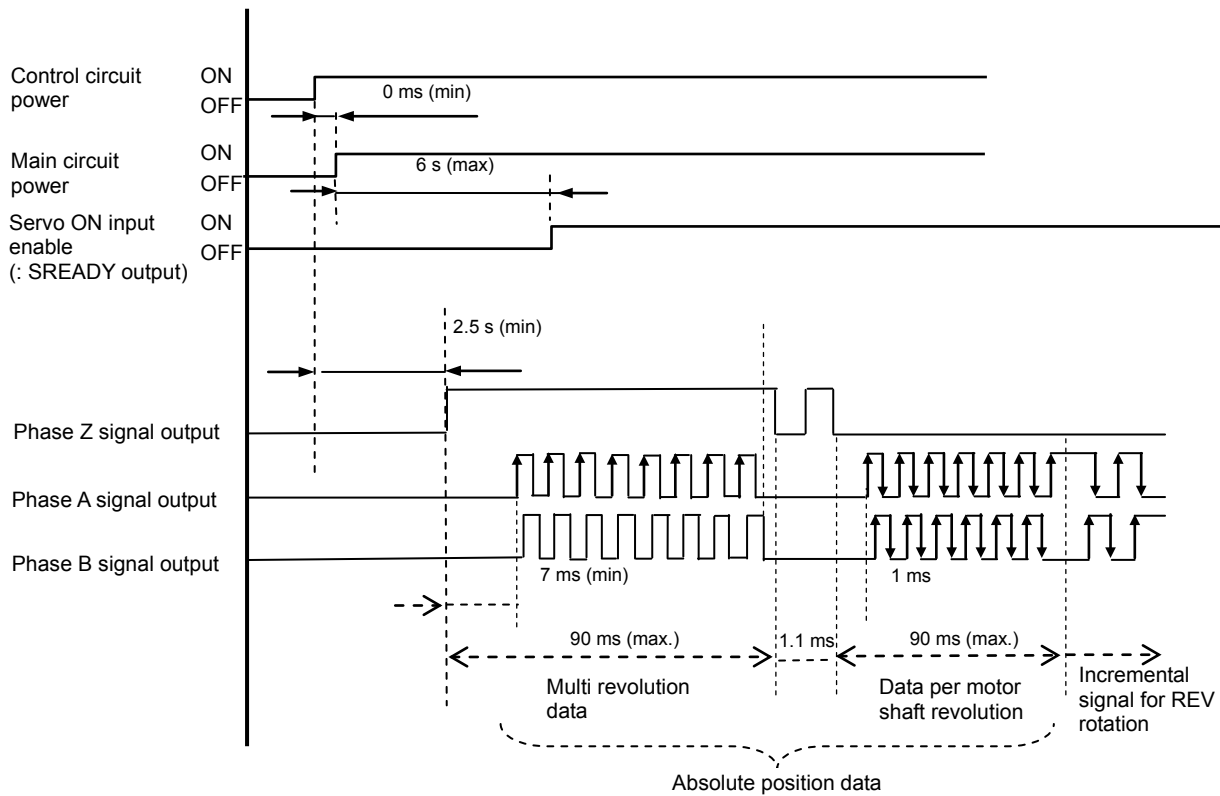 Control circuit
power
ON
OFF
0 ms (min)
Main circuit
power
ON
OFF
6 s (max)
Servo ON input
enable
(: SREADY output)
ON
OFF
2.5 s (min)
Phase Z signal output
Phase A signal output
Phase B signal output
7 ms (min)
1 ms
90 ms (max.)
1.1 ms
90 ms (max.)
Multi revolution
data
Data per motor
shaft revolution
Incremental
signal for REV
rotation
Absolute position data